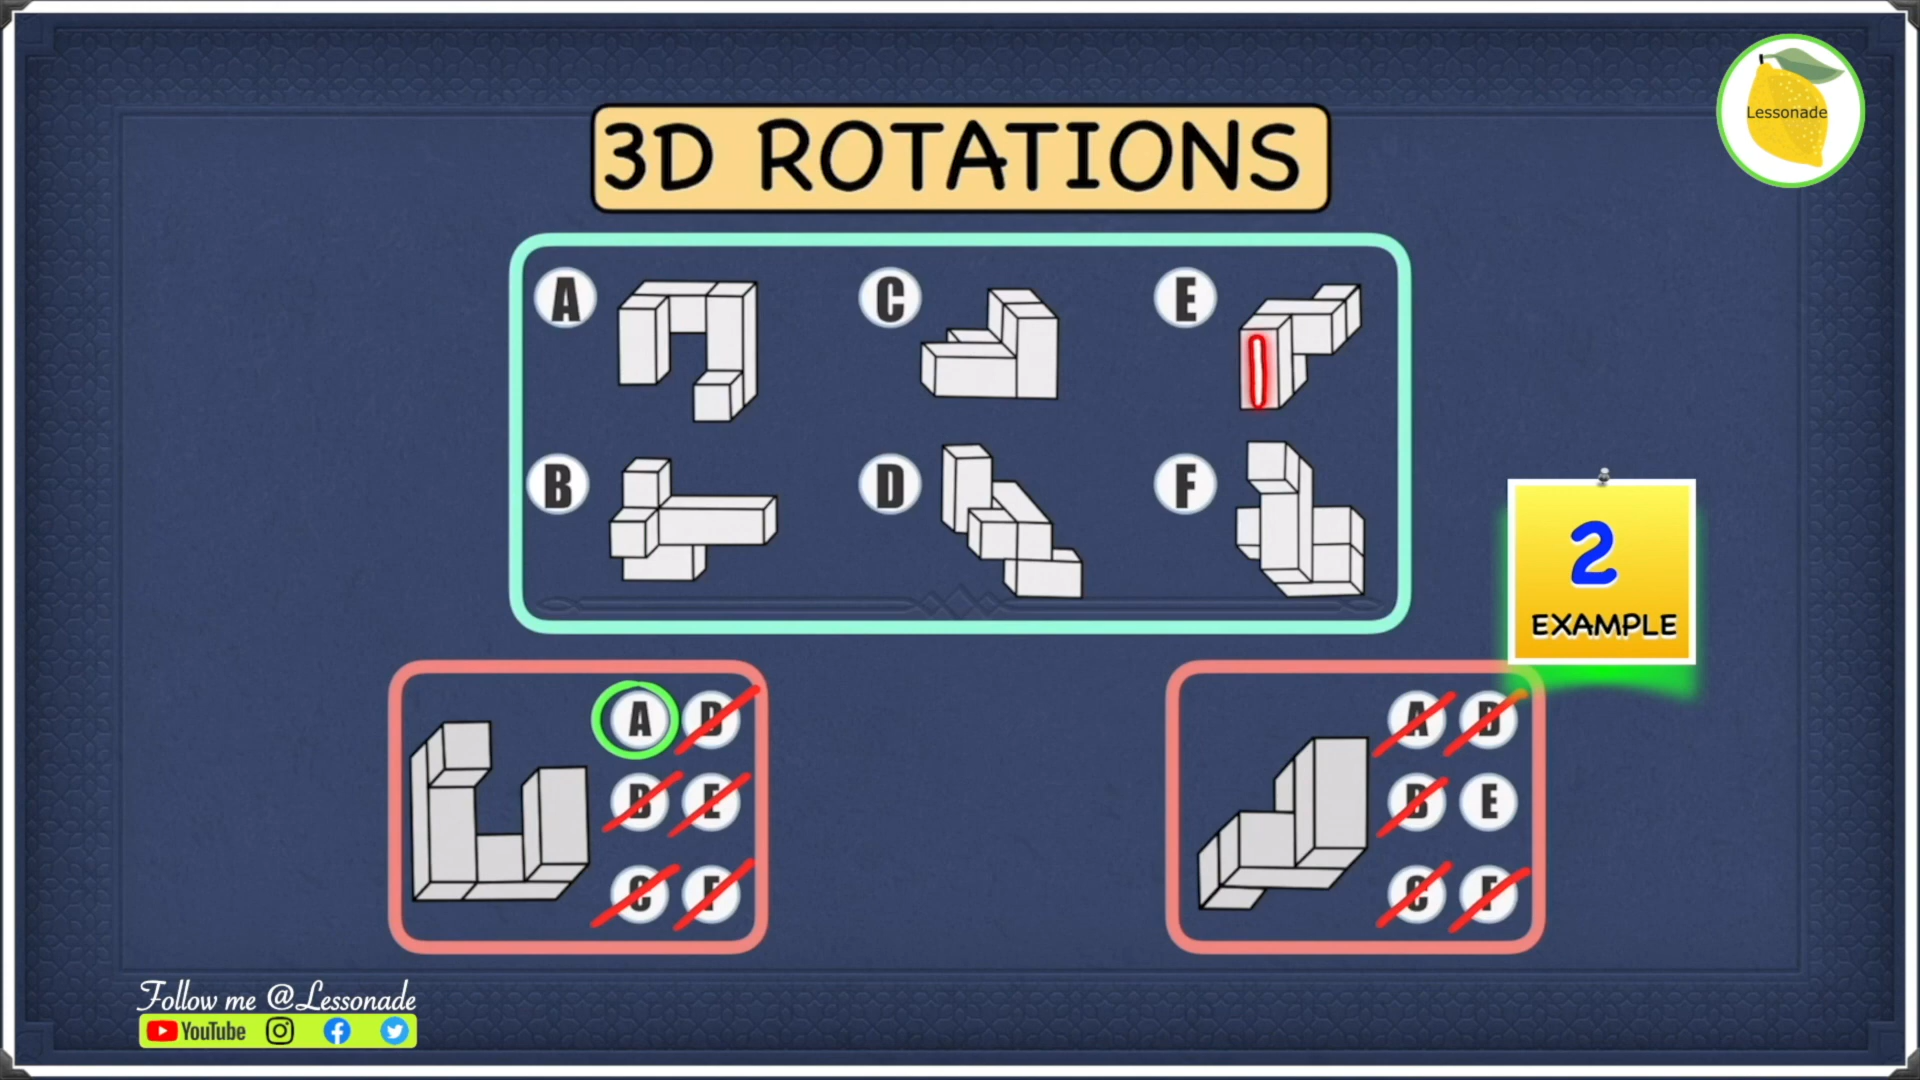 Lessonade
3D ROTATIONS
A
C
E
B
D
F
2
EXAMPLE
A D
B E
C F
A D
B E
C F
Follow me @Lessonade
YouTube